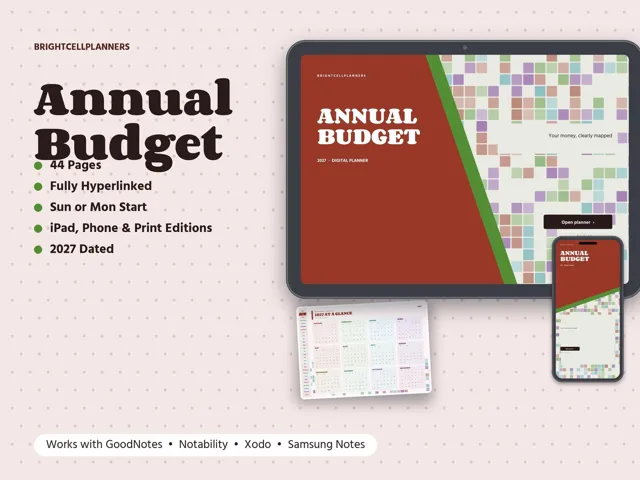 BRIGHTCELLPLANNERS
Annual
Budget
44 Pages
Fully Hyperlinked
Sun or Mon Start
iPad, Phone & Print Editions
2027 Dated
Works with GoodNotes • Notability • Xodo • Samsung Notes
BRIGHTCELLPLANNERS
ANNUAL
BUDGET
2027 · DIGITAL PLANNER
Your money, clearly mapped
Open planner
2027 AT A GLANCE
ANNUAL
BUDGET